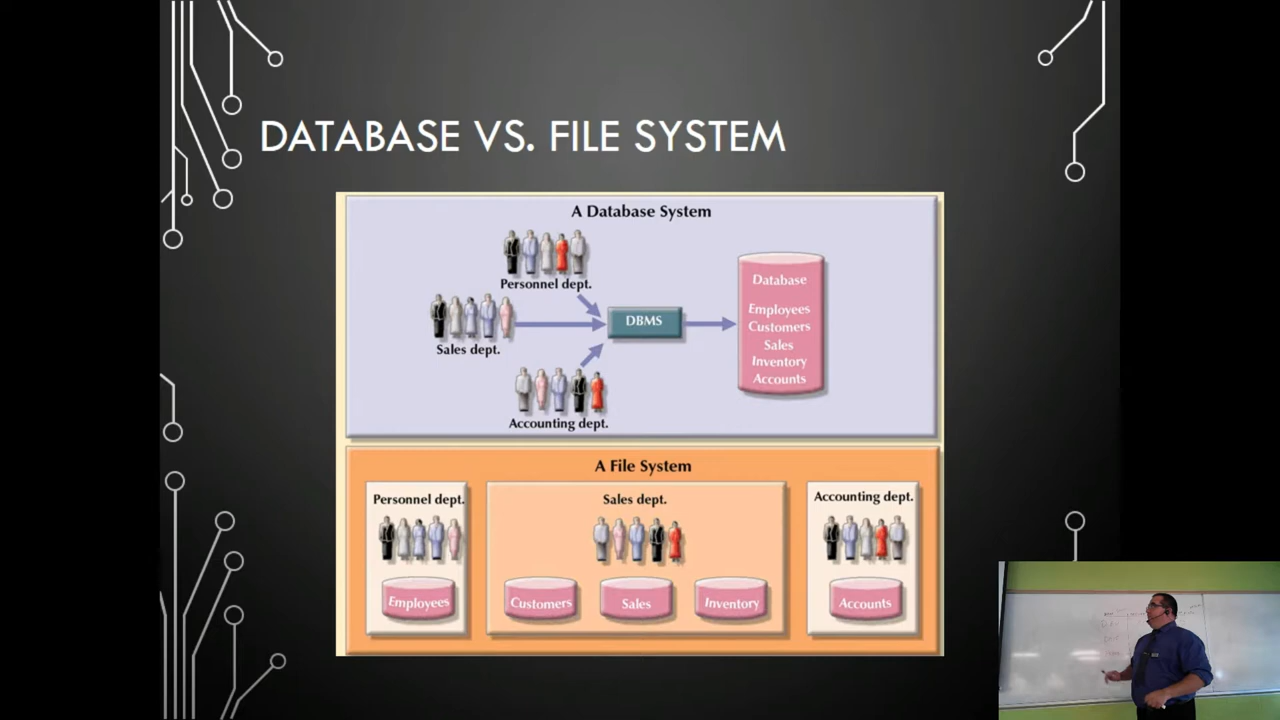 DATABASE VS. FILE SYSTEM
A Database System
Personnel dept.
Sales dept.
Accounting dept.
DBMS
Database
Employees
Customers
Sales
Inventory
Accounts
A File System
Personnel dept.
Employees
Sales dept.
Customers
Sales
Inventory
Accounting dept.
Accounts